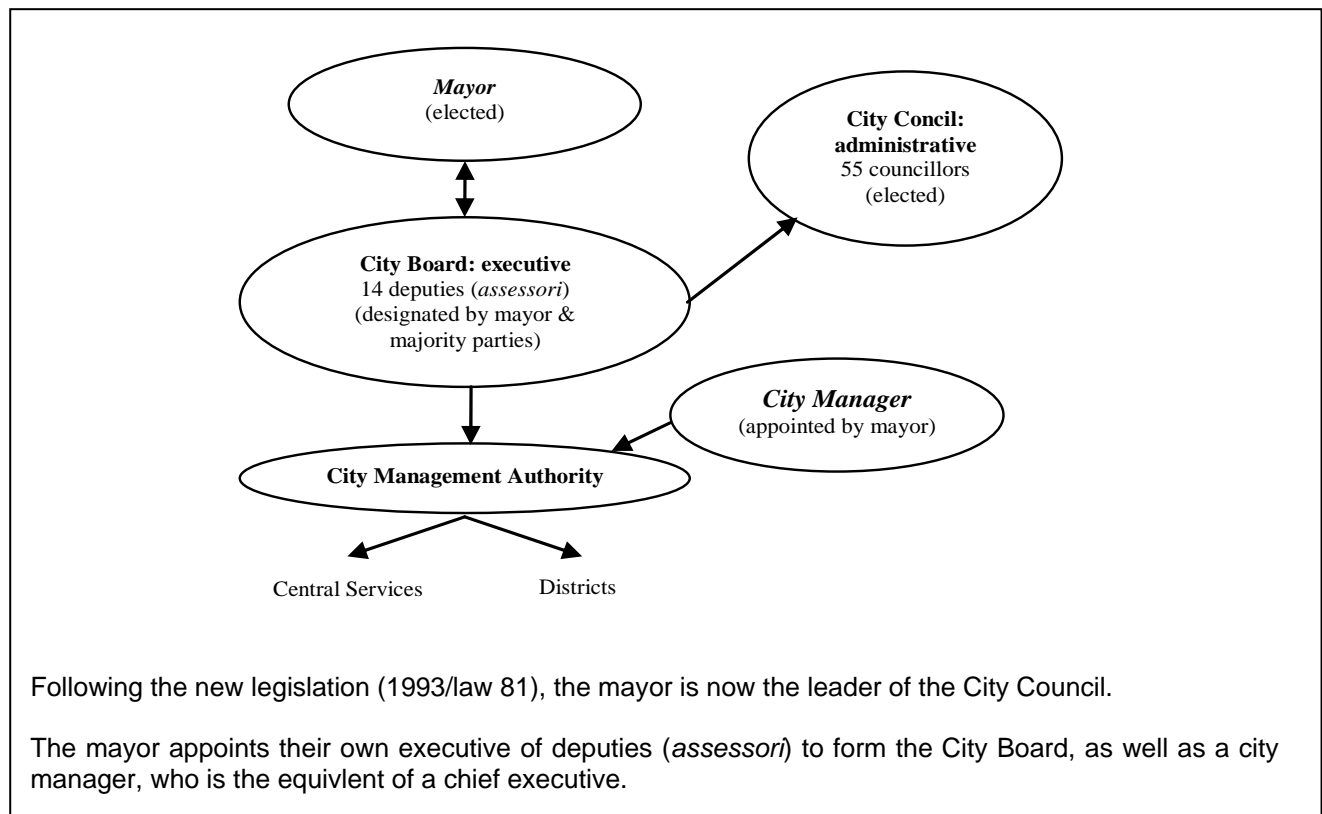 Mayor
(elected)
City Concil:
administrative
55 councillors
(elected)
City Board: executive
14 deputies (assessori)
(designated by mayor &
majority parties)
City Manager
(appointed by mayor)
City Management Authority
Central Services
Districts
Following the new legislation (1993/law 81), the mayor is now the leader of the City Council.
The mayor appoints their own executive of deputies (assessori) to form the City Board, as well as a city
manager, who is the equivlent of a chief executive.